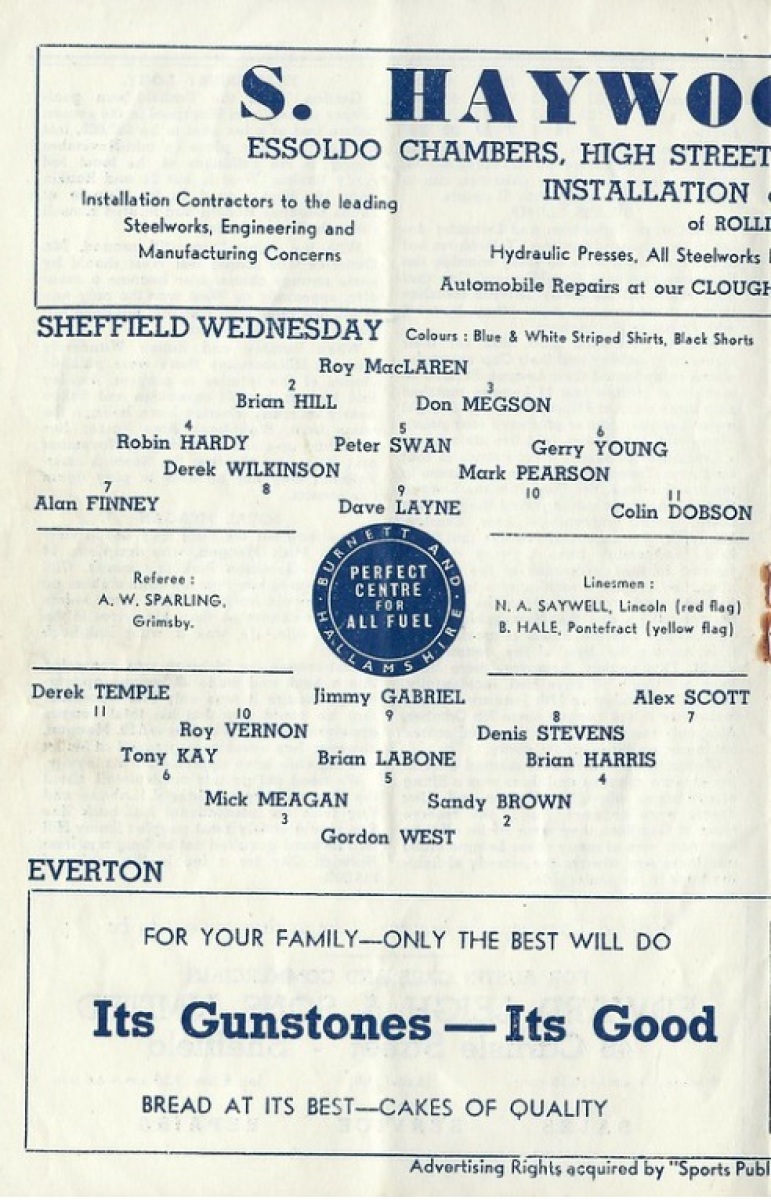 S. HAYWOO
ESSOLDO CHAMBERS, HIGH STREET
Installation Contractors to the leading
Steelworks, Engineering and
Manufacturing Concerns
INSTALLATION
of ROLLI
Hydraulic Presses, All Steelworks
Automobile Repairs at our CLOUGH
SHEFFIELD WEDNESDAY Colours : Blue & White Striped Shirts, Black Shorts
Roy MacLAREN
2 3
Brian HILL Don MEGSON
4 5 6
Robin HARDY Peter SWAN Gerry YOUNG
Derek WILKINSON Mark PEARSON
7 8 9 10 11
Alan FINNEY Dave LAYNE Colin DOBSON
Referee :
A. W. SPARLING,
Grimsby.
BURNETT AND
HALLAMSHIRE
PERFECT
CENTRE
FOR
ALL FUEL
Linesmen :
N. A. SAYWELL, Lincoln (red flag)
B. HALE, Pontefract (yellow flag)
Derek TEMPLE Jimmy GABRIEL Alex SCOTT
11 10 9 8 7
Roy VERNON Denis STEVENS
Tony KAY Brian LABONE Brian HARRIS
6 5 4
Mick MEAGAN Sandy BROWN
3 2
Gordon WEST
EVERTON
FOR YOUR FAMILY—ONLY THE BEST WILL DO
Its Gunstones — Its Good
BREAD AT ITS BEST—CAKES OF QUALITY
Advertising Rights acquired by "Sports Publ